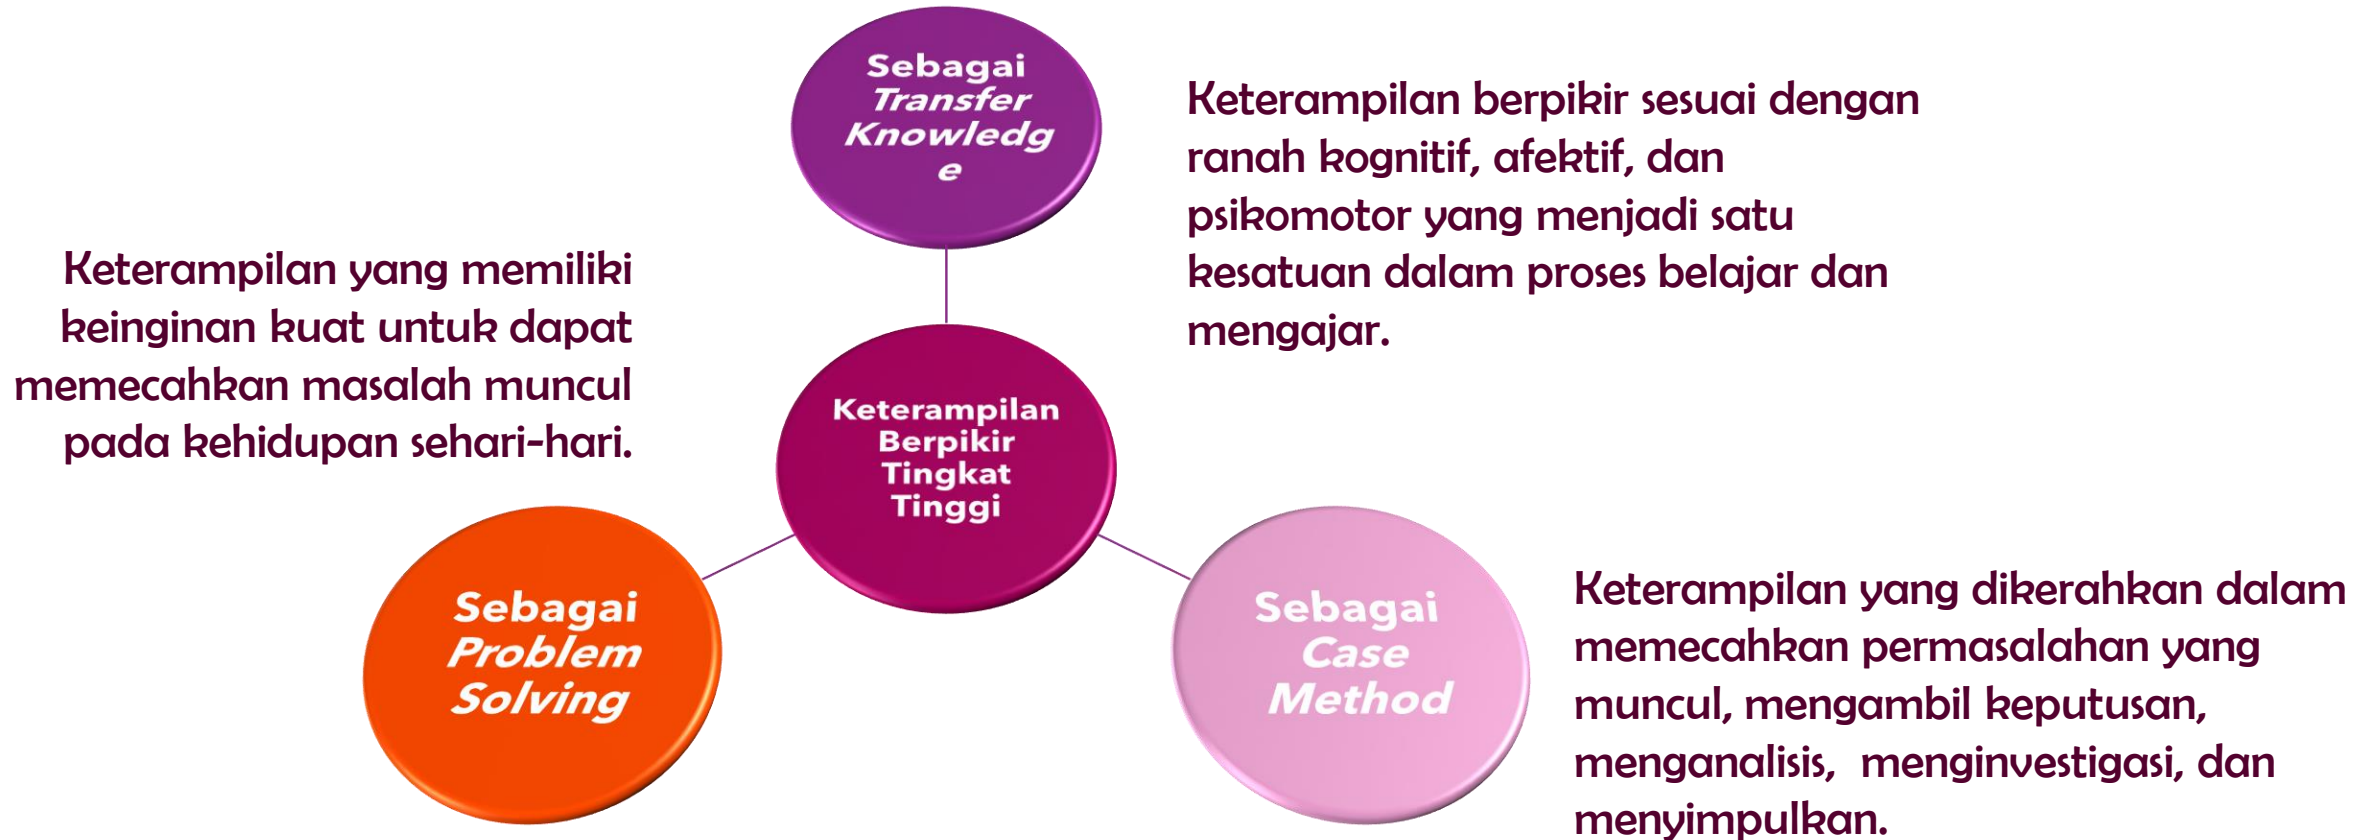 Sebagai
Transfer
Knowledg
e
Keterampilan berpikir sesuai dengan
ranah kognitif, afektif, dan
psikomotor yang menjadi satu
kesatuan dalam proses belajar dan
mengajar.
Keterampilan yang memiliki
keinginan kuat untuk dapat
memecahkan masalah muncul
pada kehidupan sehari-hari.
Keterampilan
Berpikir
Tingkat
Tinggi
Sebagai
Problem
Solving
Sebagai
Case
Method
Keterampilan yang dikerahkan dalam
memecahkan permasalahan yang
muncul, mengambil keputusan,
menganalisis, menginvestigasi, dan
menyimpulkan.